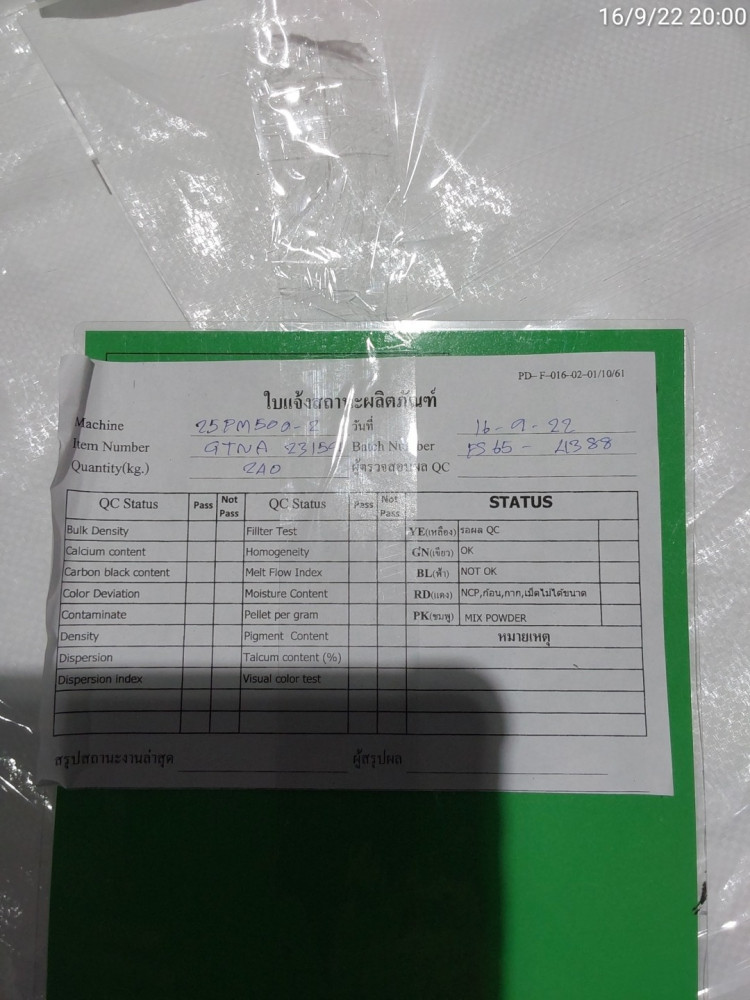 16/9/22 20:00
PD-F-016-02-01/10/61
ใบแจ้งสถานะผลิตภัณฑ์
Machine 25PM500-2 วันที่ 16-9-22
Item Number GTNA 2315 Batch Number FS65-4388
Quantity(kg.) 240 ผู้ตรวจสอบผล QC
QC Status Pass Not Pass QC Status Pass Not Pass STATUS
Bulk Density Fillter Test YE(เหลือง) รอผล QC
Calcium content Homogeneity GN(เขียว) OK
Carbon black content Melt Flow Index BL(ฟ้า) NOT OK
Color Deviation Moisture Content RD(แดง) NCP,ก้อน,กาก,เม็ดไม่ได้ขนาด
Contaminate Pellet per gram PK(ชมพู) MIX POWDER
Density Pigment Content หมายเหตุ
Dispersion Talcum content (%)
Dispersion index Visual color test
สรุปสถานะงานล่าสุด ผู้สรุปผล